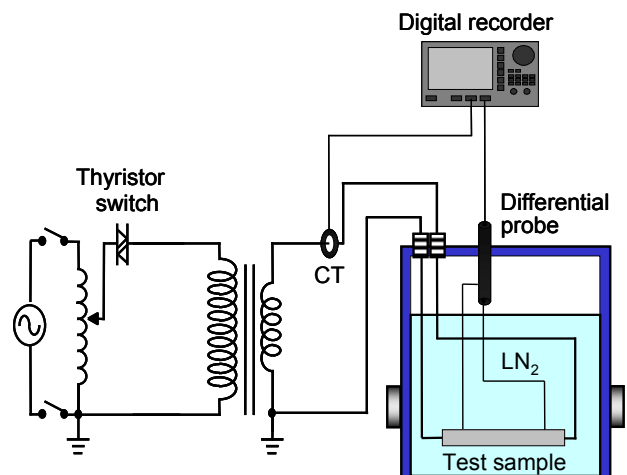 Digital recorder
Thyristor
switch
Differential
probe
CT
LN₂
Test sample